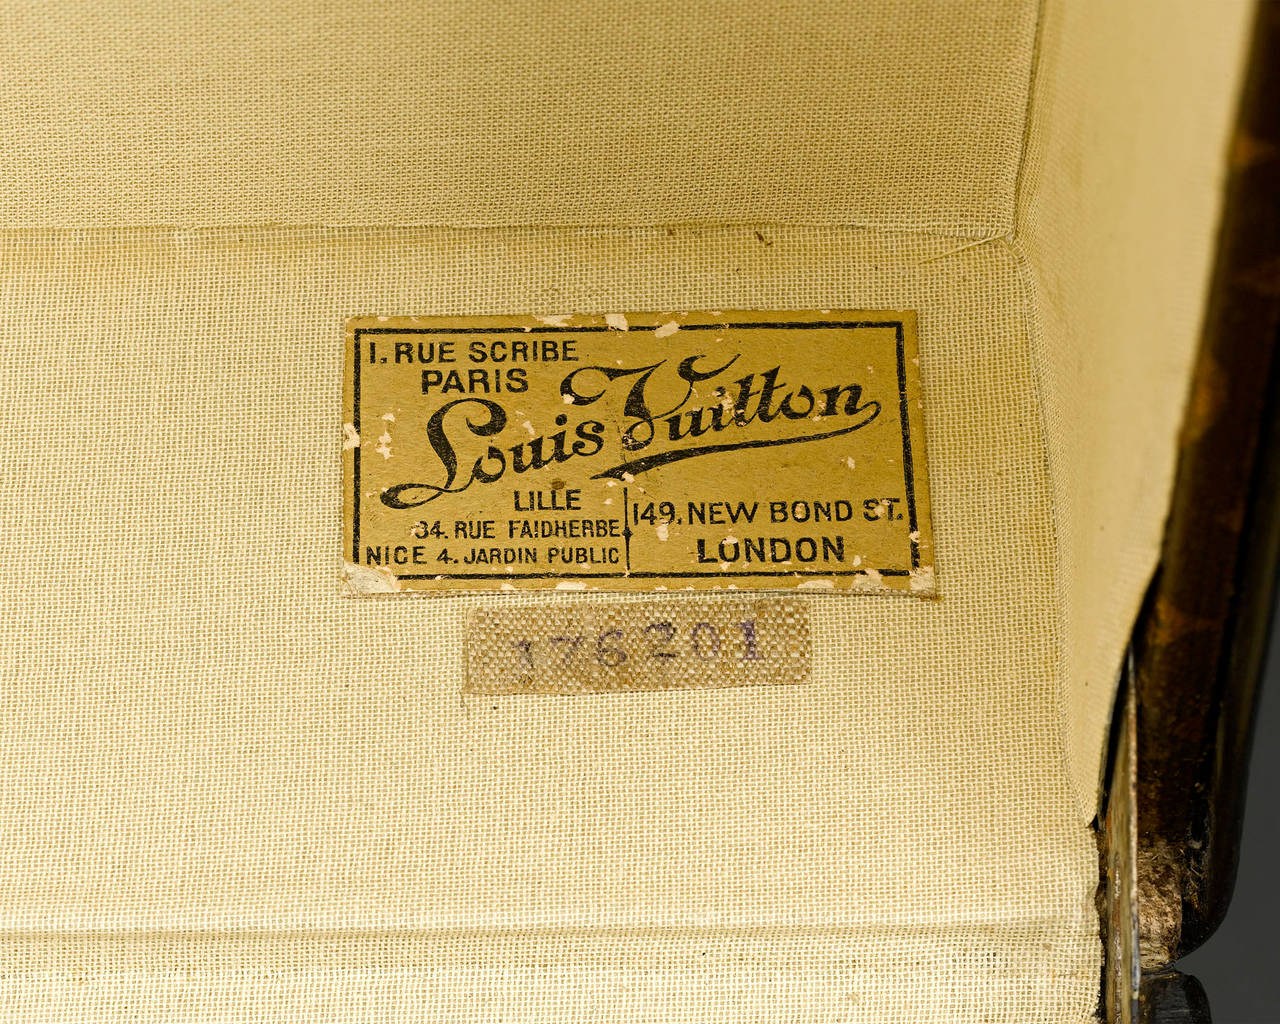 1. RUE SCRIBE
PARIS
Louis Vuitton
LILLE
34. RUE FAIDHERBE
NICE 4. JARDIN PUBLIC
149. NEW BOND ST.
LONDON
176201